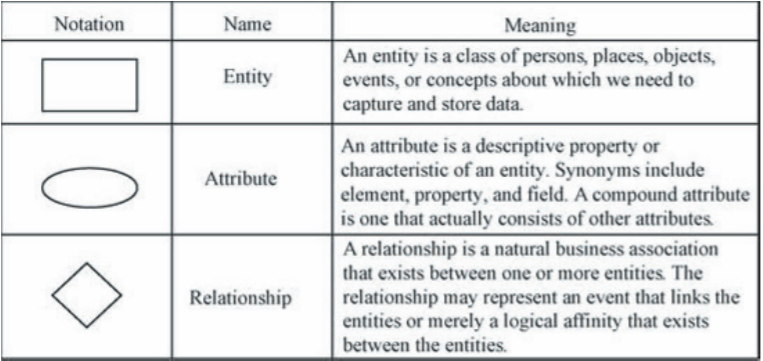 Notation Name Meaning
Entity
An entity is a class of persons, places, objects,
events, or concepts about which we need to
capture and store data.
Attribute
An attribute is a descriptive property or
characteristic of an entity. Synonyms include
element, property, and field. A compound attribute
is one that actually consists of other attributes.
Relationship
A relationship is a natural business association
that exists between one or more entities. The
relationship may represent an event that links the
entities or merely a logical affinity that exists
between the entities.